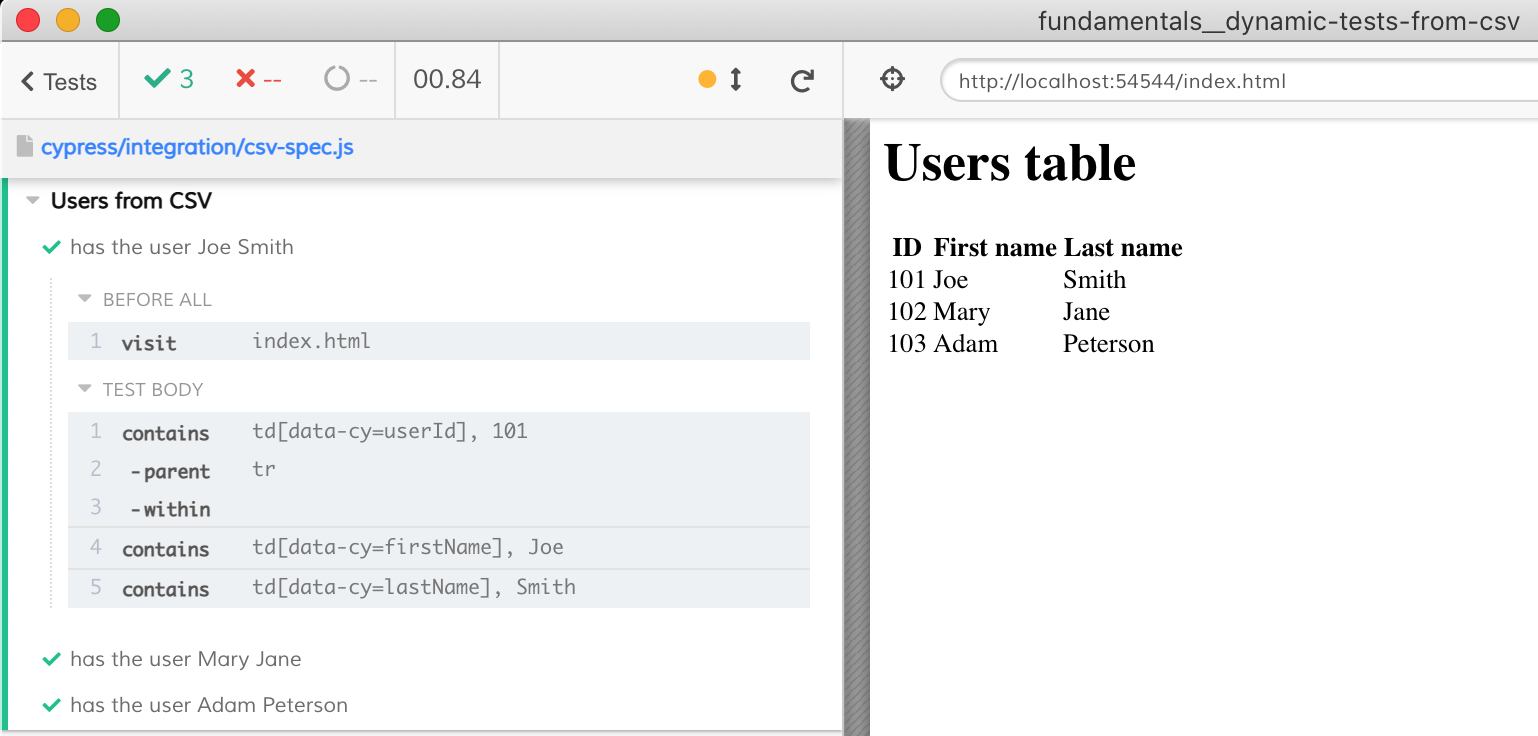 fundamentals__dynamic-tests-from-csv
Tests 3 -- -- 00.84
http://localhost:54544/index.html
cypress/integration/csv-spec.js
Users from CSV
has the user Joe Smith
BEFORE ALL
1 visit index.html
TEST BODY
1 contains td[data-cy=userId], 101
2 -parent tr
3 -within
4 contains td[data-cy=firstName], Joe
5 contains td[data-cy=lastName], Smith
has the user Mary Jane
has the user Adam Peterson
Users table
ID First name Last name
101 Joe Smith
102 Mary Jane
103 Adam Peterson